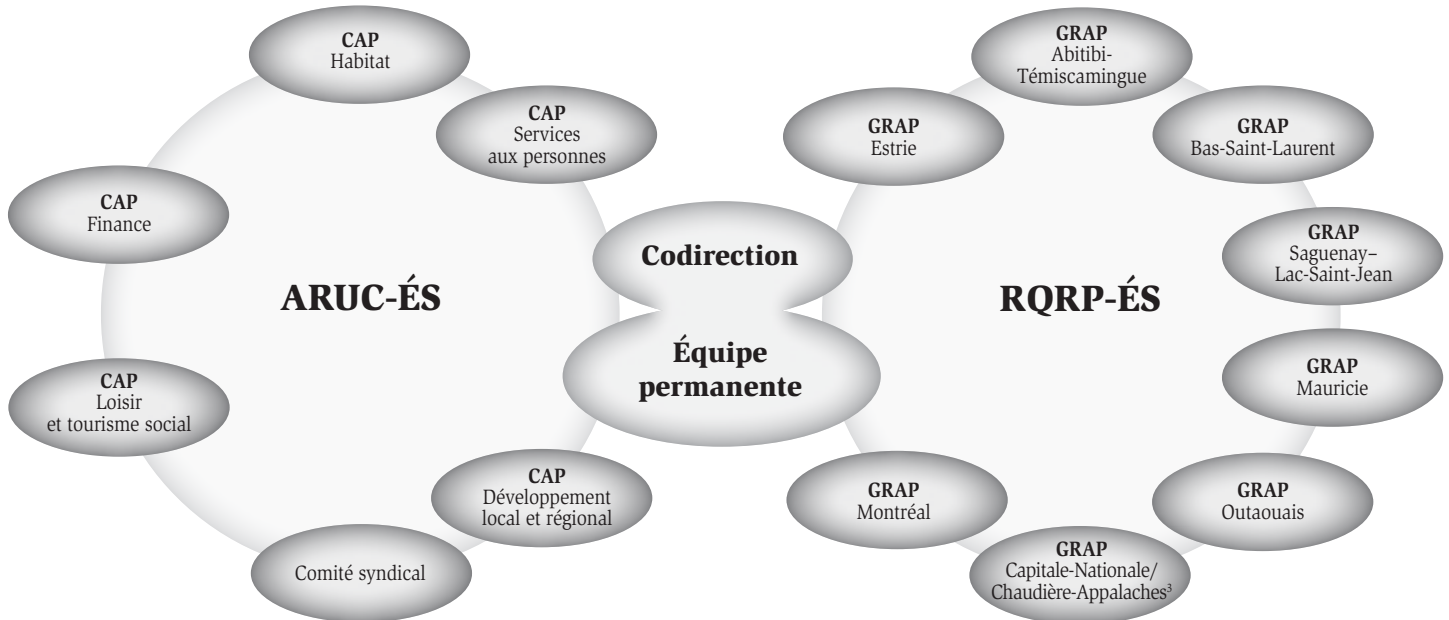 CAP
Habitat
CAP
Services
aux personnes
CAP
Finance
ARUC-ÉS
CAP
Loisir
et tourisme social
CAP
Développement
local et régional
Comité syndical
Codirection
Équipe
permanente
GRAP
Abitibi-
Témiscamingue
GRAP
Estrie
GRAP
Bas-Saint-Laurent
GRAP
Saguenay–
Lac-Saint-Jean
RQRP-ÉS
GRAP
Mauricie
GRAP
Montréal
GRAP
Outaouais
GRAP
Capitale-Nationale/
Chaudière-Appalaches³